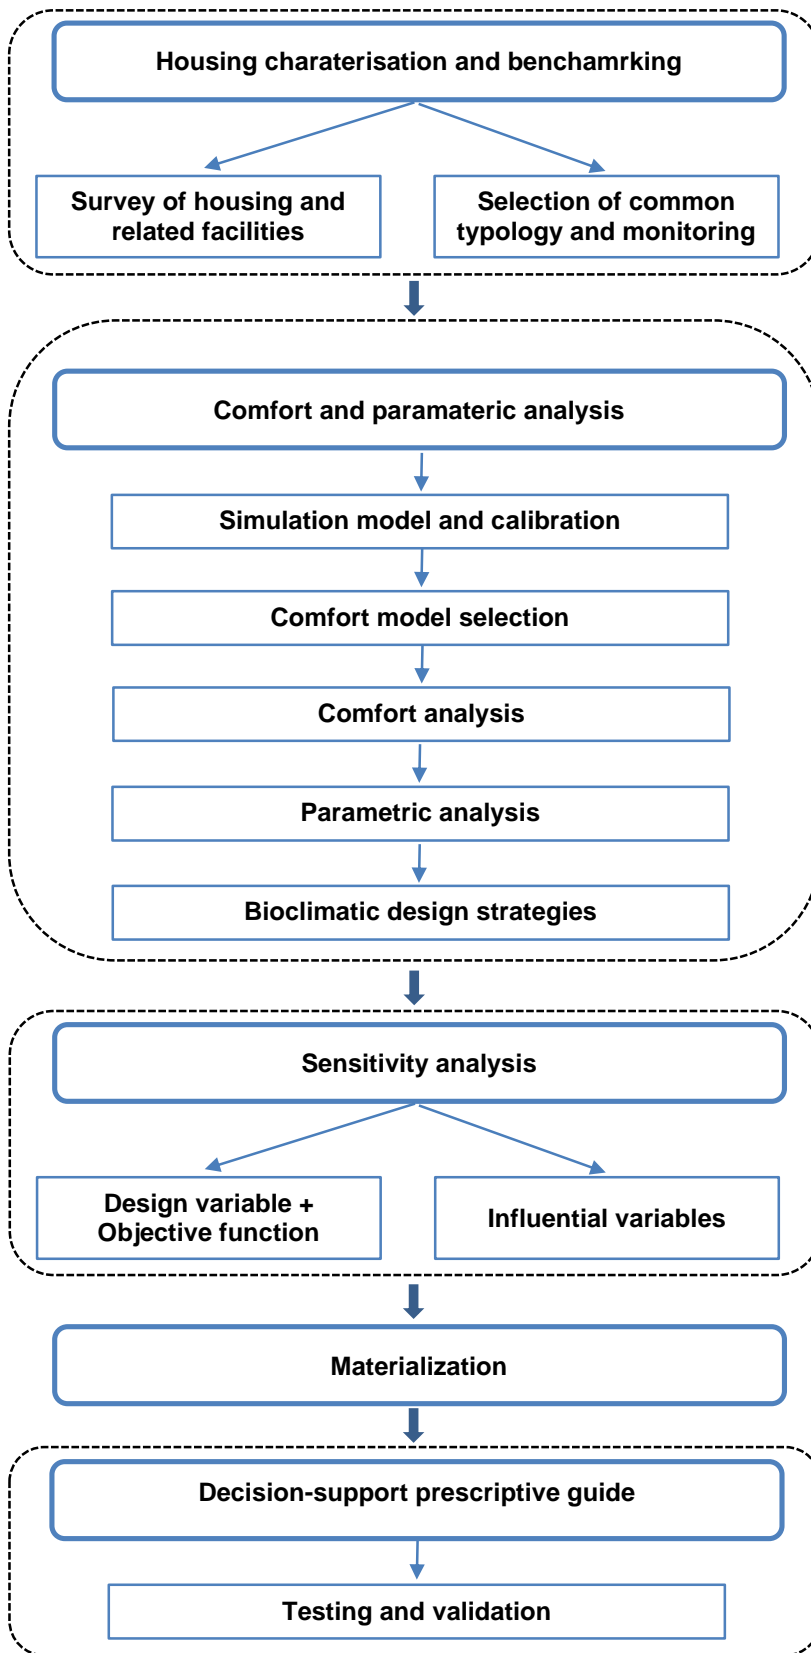 Housing charaterisation and benchamrking
Survey of housing and
related facilities
Selection of common
typology and monitoring
Comfort and paramateric analysis
Simulation model and calibration
Comfort model selection
Comfort analysis
Parametric analysis
Bioclimatic design strategies
Sensitivity analysis
Design variable +
Objective function
Influential variables
Materialization
Decision-support prescriptive guide
Testing and validation